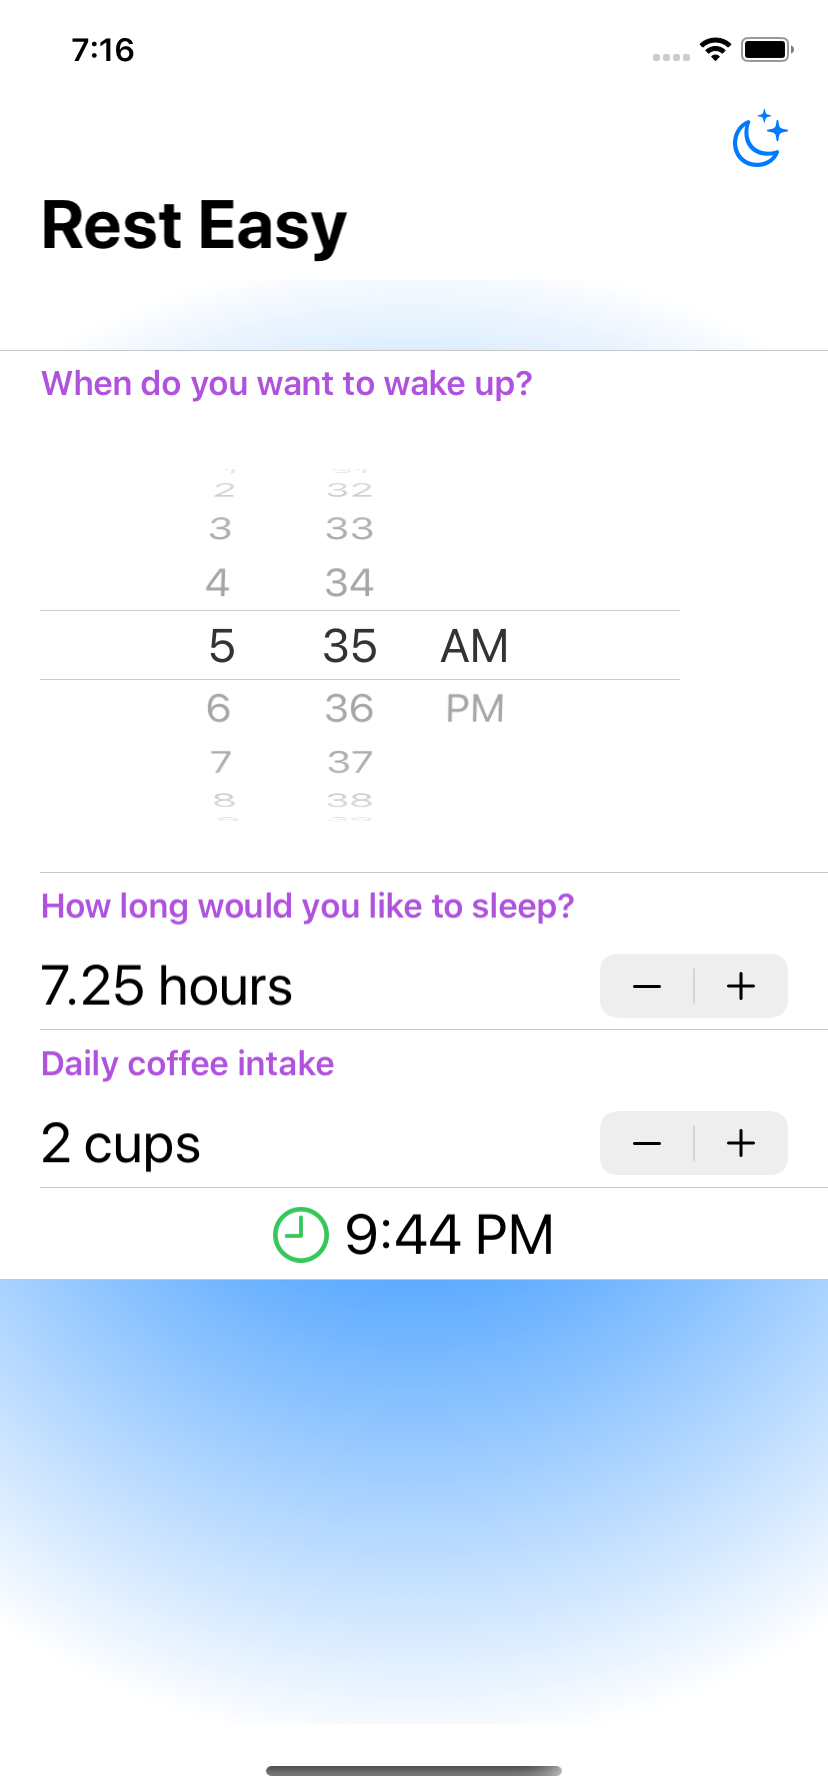 7:16
Rest Easy
When do you want to wake up?
2 32
3 33
4 34
5 35 AM
6 36 PM
7 37
8 38
How long would you like to sleep?
7.25 hours − +
Daily coffee intake
2 cups − +
9:44 PM